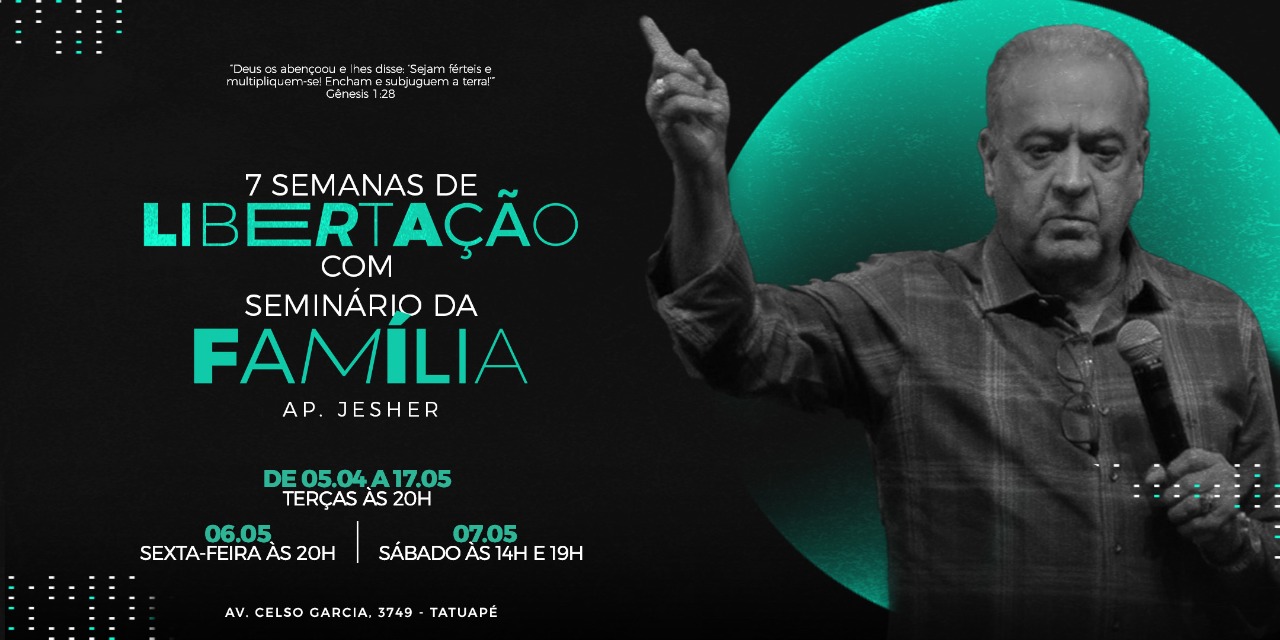 "Deus os abençoou e lhes disse: "Sejam férteis e
multipliquem-se! Encham e subjuguem a terra!"
Gênesis 1:28
7 SEMANAS DE
LIBERTAÇÃO
COM
SEMINÁRIO DA
FAMÍLIA
AP. JESHER
DE 05.04 A 17.05
TERÇAS ÀS 20H
06.05
SEXTA-FEIRA ÀS 20H
07.05
SÁBADO ÀS 14H E 19H
AV. CELSO GARCIA, 3749 - TATUAPÉ